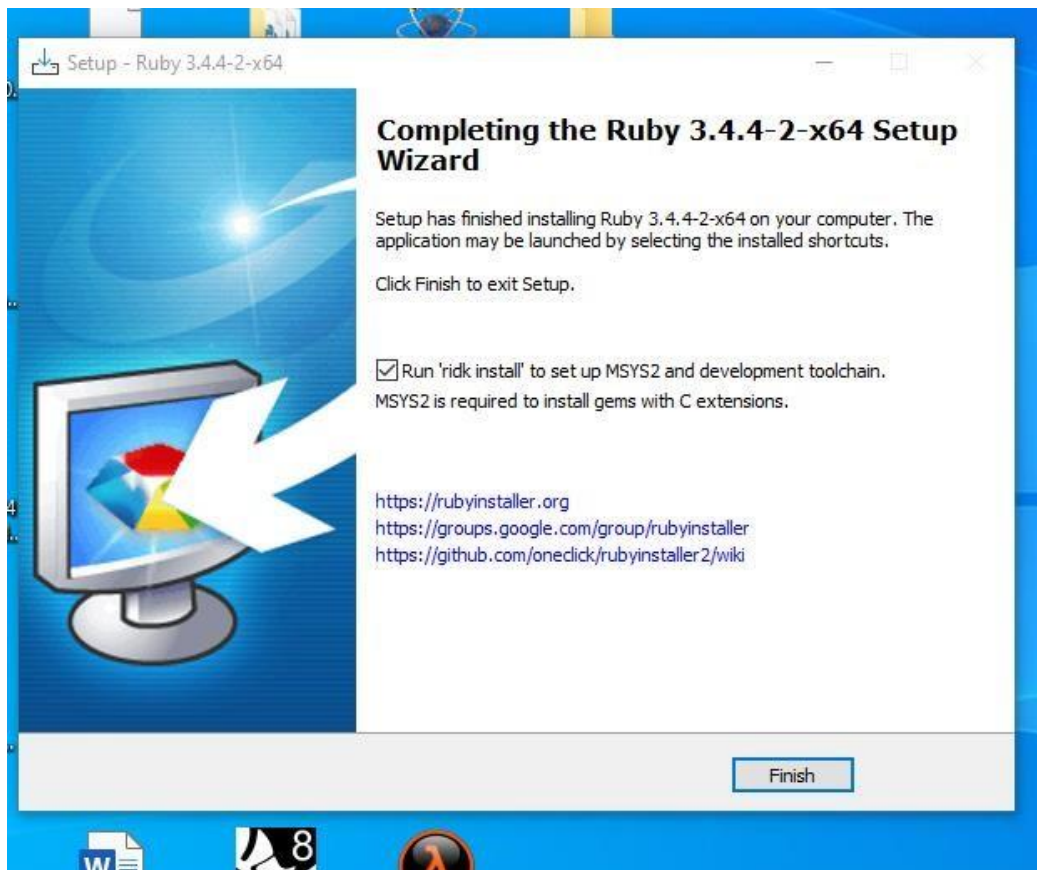 Setup - Ruby 3.4.4-2-x64
Completing the Ruby 3.4.4-2-x64 Setup
Wizard
Setup has finished installing Ruby 3.4.4-2-x64 on your computer. The
application may be launched by selecting the installed shortcuts.
Click Finish to exit Setup.
Run 'ridk install' to set up MSYS2 and development toolchain.
MSYS2 is required to install gems with C extensions.
https://rubyinstaller.org
https://groups.google.com/group/rubyinstaller
https://github.com/oneclick/rubyinstaller2/wiki
Finish
W
8